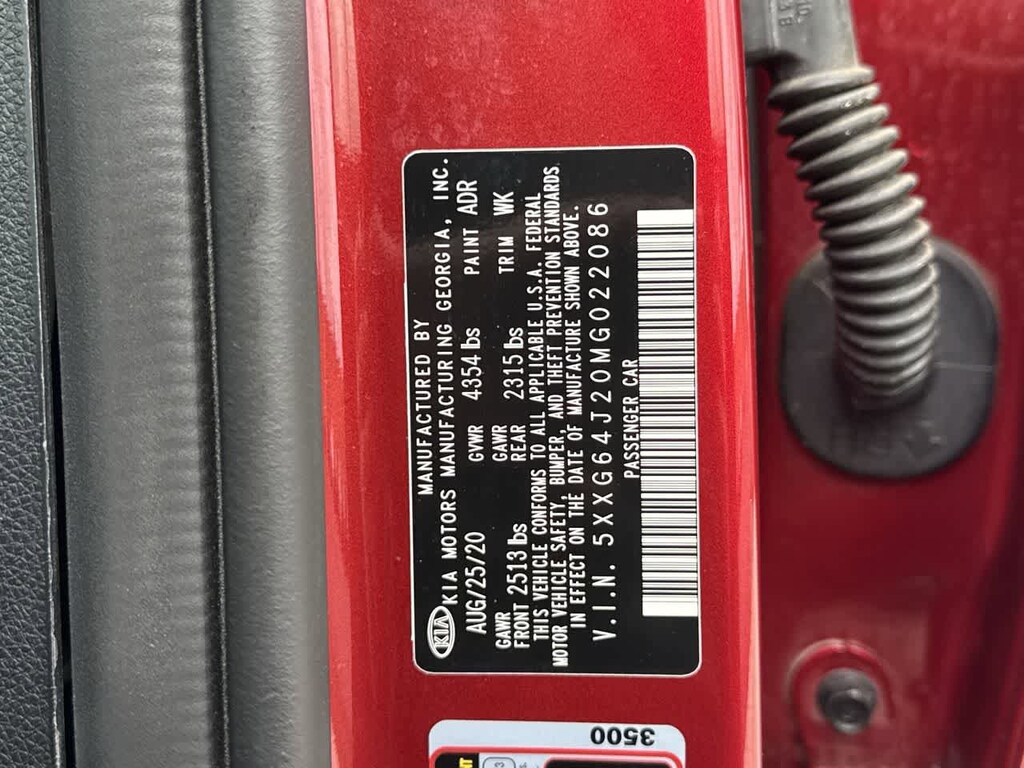 MANUFACTURED BY
KIA KIA MOTORS MANUFACTURING GEORGIA, INC.
AUG/25/20 GVWR 4354 lbs PAINT ADR
GAWR GAWR
FRONT 2513 lbs REAR 2315 lbs TRIM WK
THIS VEHICLE CONFORMS TO ALL APPLICABLE U.S.A. FEDERAL
MOTOR VEHICLE SAFETY, BUMPER, AND THEFT PREVENTION STANDARDS
IN EFFECT ON THE DATE OF MANUFACTURE SHOWN ABOVE.
V.I.N. 5XXG64J20MG022086
PASSENGER CAR
3500